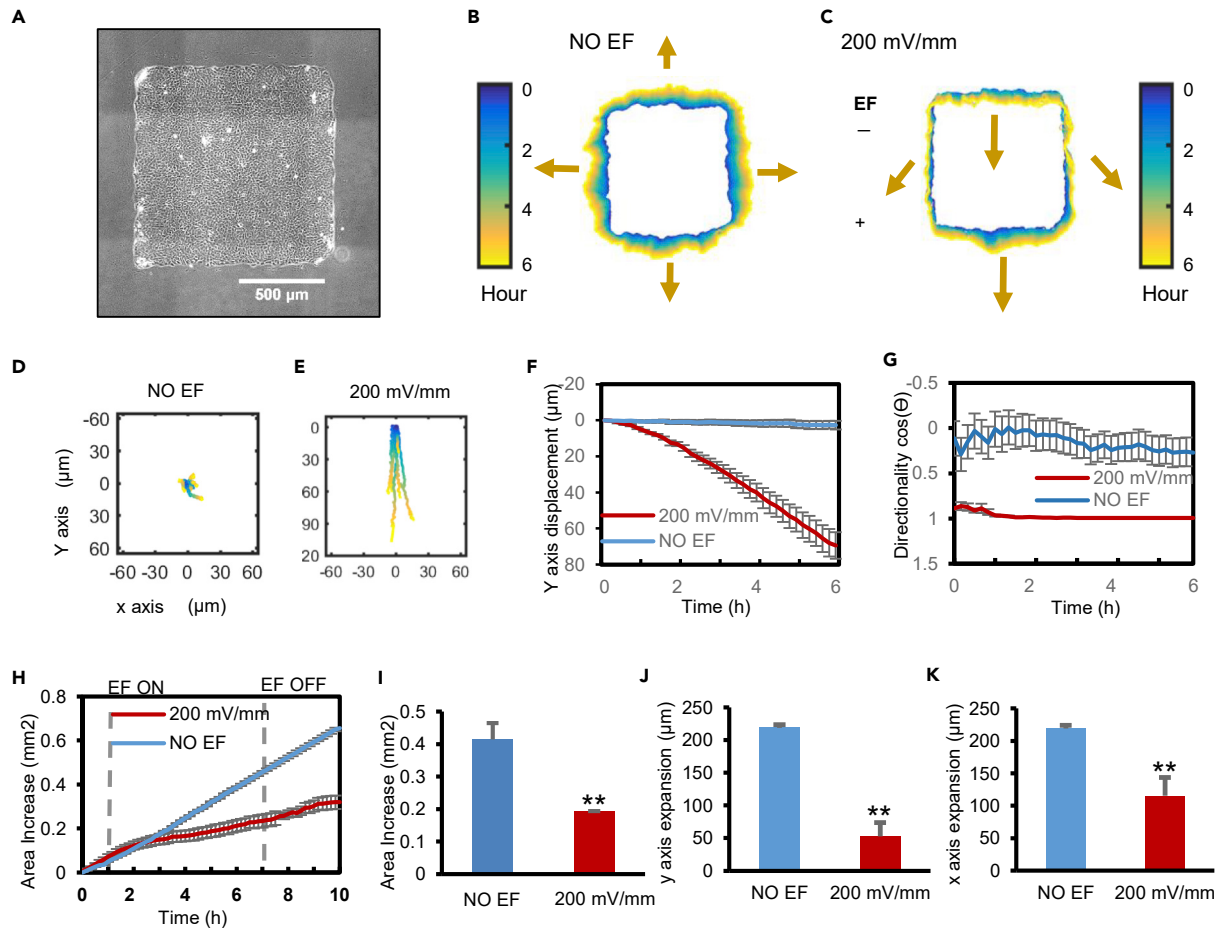 A
500 µm
B
NO EF
0
2
4
6
Hour
C
200 mV/mm
EF
–
+
0
2
4
6
Hour
D
NO EF
-60
-30
0
30
60
Y axis (µm)
-60 -30 0 30 60
x axis (µm)
E
200 mV/mm
0
30
60
90
20
-60 -30 0 30 60
F
-20
0
20
40
60
80
Y axis displacement (µm)
200 mV/mm
NO EF
0 2 4 6
Time (h)
G
-0.5
0
0.5
1
1.5
Directionality cos(Θ)
200 mV/mm
NO EF
0 2 4 6
Time (h)
H
EF ON
EF OFF
0.8
0.6
0.4
0.2
0
Area Increase (mm2)
200 mV/mm
NO EF
0 2 4 6 8 10
Time (h)
I
0.5
0.4
0.3
0.2
0.1
0
Area Increase (mm2)
**
NO EF 200 mV/mm
J
250
200
150
100
50
0
y axis expansion (µm)
**
NO EF 200 mV/mm
K
250
200
150
100
50
0
x axis expansion (µm)
**
NO EF 200 mV/mm